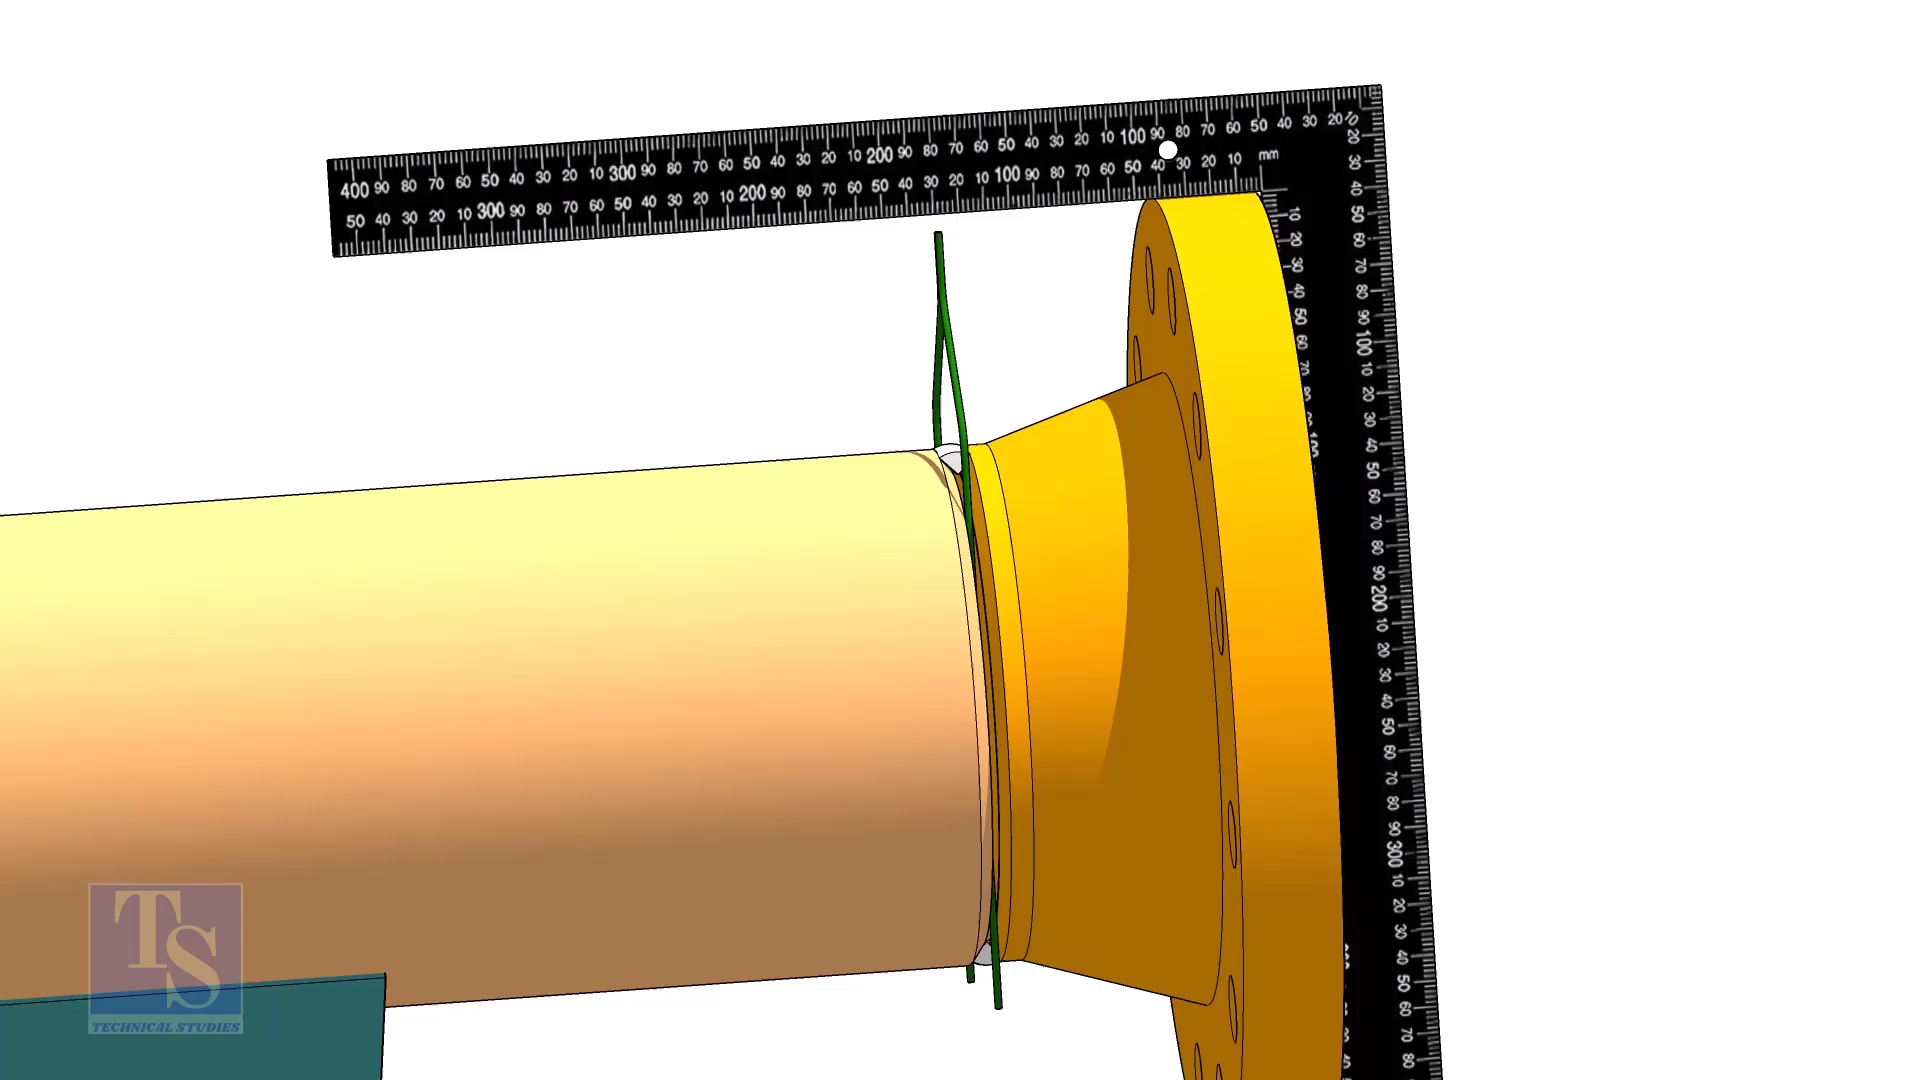 400 90 80 70 60 50 40 30 20 10 300 90 80 70 60 50 40 30 20 10 200 90 80 70 60 50 40 30 20 10 100 90 80 70 60 50 40 30 20
50 40 30 20 10 300 90 80 70 60 50 40 30 20 10 200 90 80 70 60 50 40 30 20 10 100 90 80 70 60 50 40 30 20 10 mm
10 20 30 40 50 60 70
20 30 40 50 60 70 80 90 100 10 20 30 40 50 60 70 80 90 200 10 20 30 40 50 60 70 80 90 300 10 20 30 40 50 60 70 80
TS
TECHNICAL STUDIES